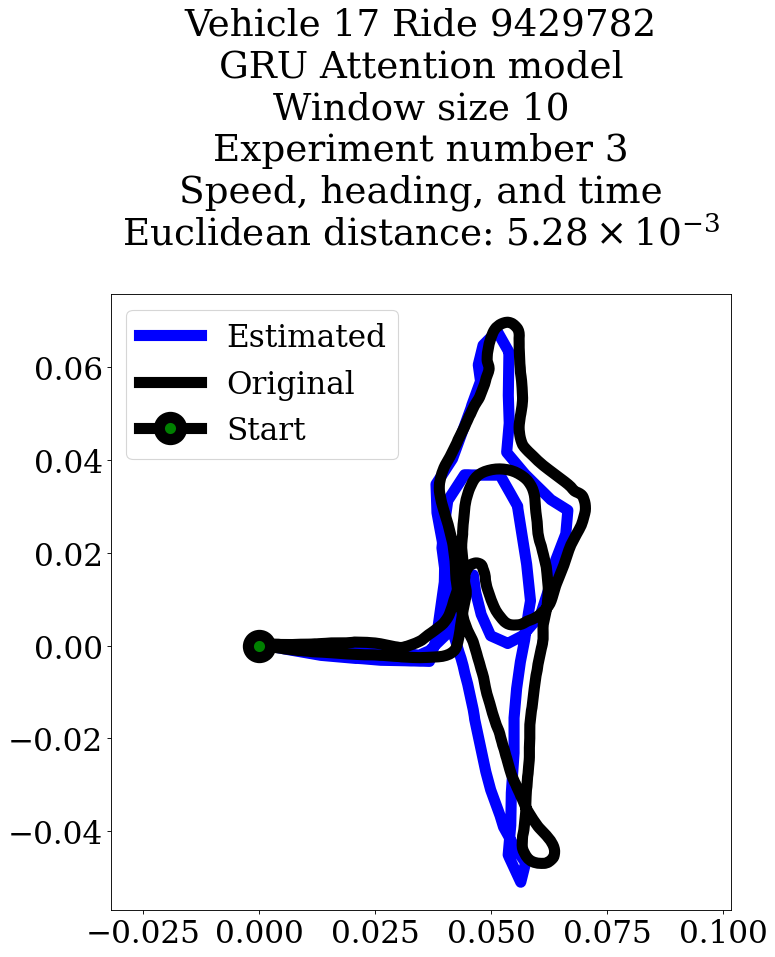 Vehicle 17 Ride 9429782
GRU Attention model
Window size 10
Experiment number 3
Speed, heading, and time
Euclidean distance: 5.28 × 10⁻³
Estimated
Original
Start
0.06
0.04
0.02
0.00
−0.02
−0.04
−0.025 0.000 0.025 0.050 0.075 0.100